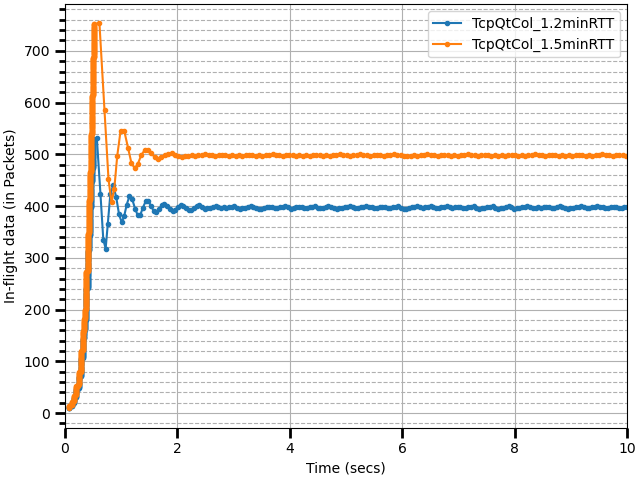 TcpQtCol_1.2minRTT
TcpQtCol_1.5minRTT
In-flight data (in Packets)
700
600
500
400
300
200
100
0
0 2 4 6 8 10
Time (secs)